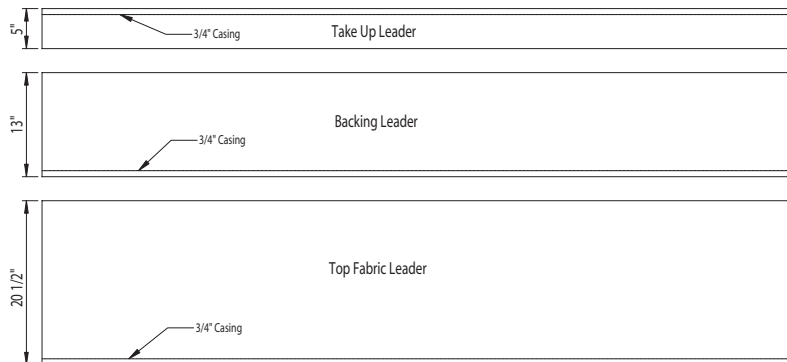 5"
3/4" Casing
Take Up Leader
13"
Backing Leader
3/4" Casing
20 1/2"
Top Fabric Leader
3/4" Casing